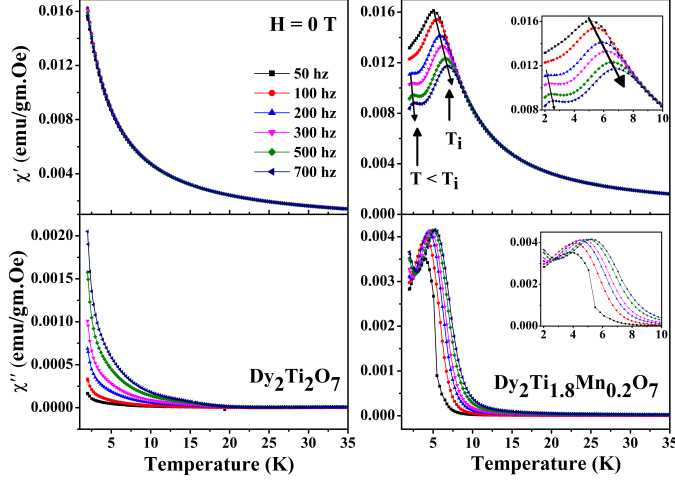 χ′ (emu/gm.Oe)
0.016
0.012
0.008
0.004
H = 0 T
50 hz
100 hz
200 hz
300 hz
500 hz
700 hz
0.016
0.012
0.008
0.004
0.000
T < Tᵢ
Tᵢ
0.016
0.012
0.008
2 4 6 8 10
χ′′ (emu/gm.Oe)
0.0020
0.0015
0.0010
0.0005
0.0000
Dy₂Ti₂O₇
5 10 15 20 25 30 35
Temperature (K)
0.004
0.003
0.002
0.001
0.000
0.004
0.002
0.000
2 4 6 8 10
Dy₂Ti₁.₈Mn₀.₂O₇
5 10 15 20 25 30 35
Temperature (K)